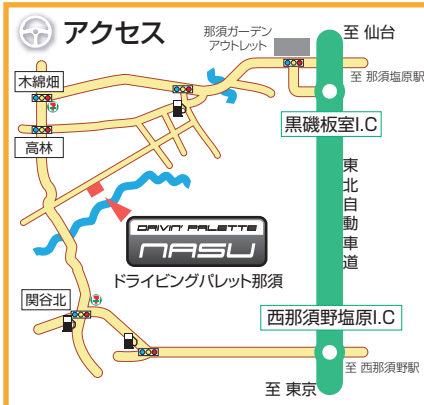 アクセス
那須ガーデン
アウトレット
至 仙台
至 那須塩原駅
木綿畑
黒磯板室I.C
高林
東北自動車道
DRIVIN' PALETTE
NASU
ドライビングパレット那須
関谷北
西那須野塩原I.C
至 西那須野駅
至 東京